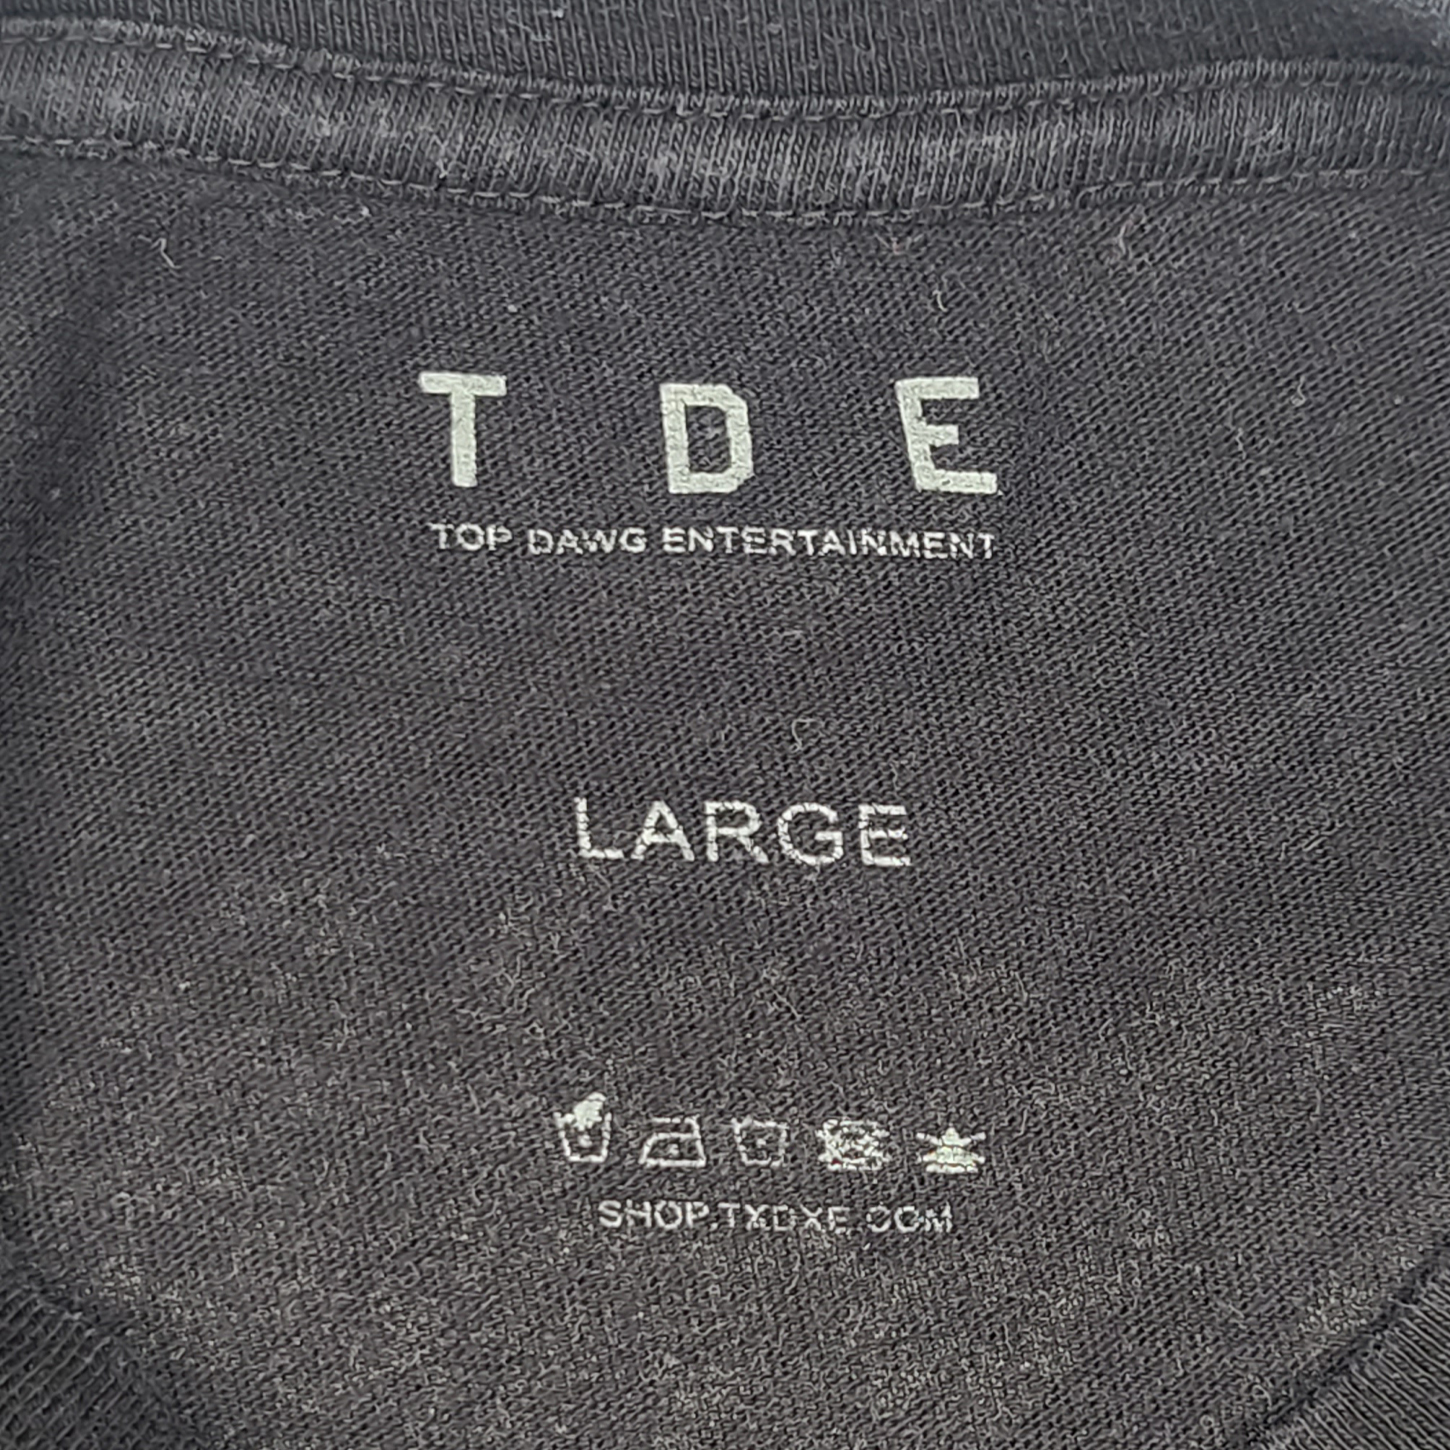 T D E
TOP DAWG ENTERTAINMENT
LARGE
SHOP.TXDXE.COM